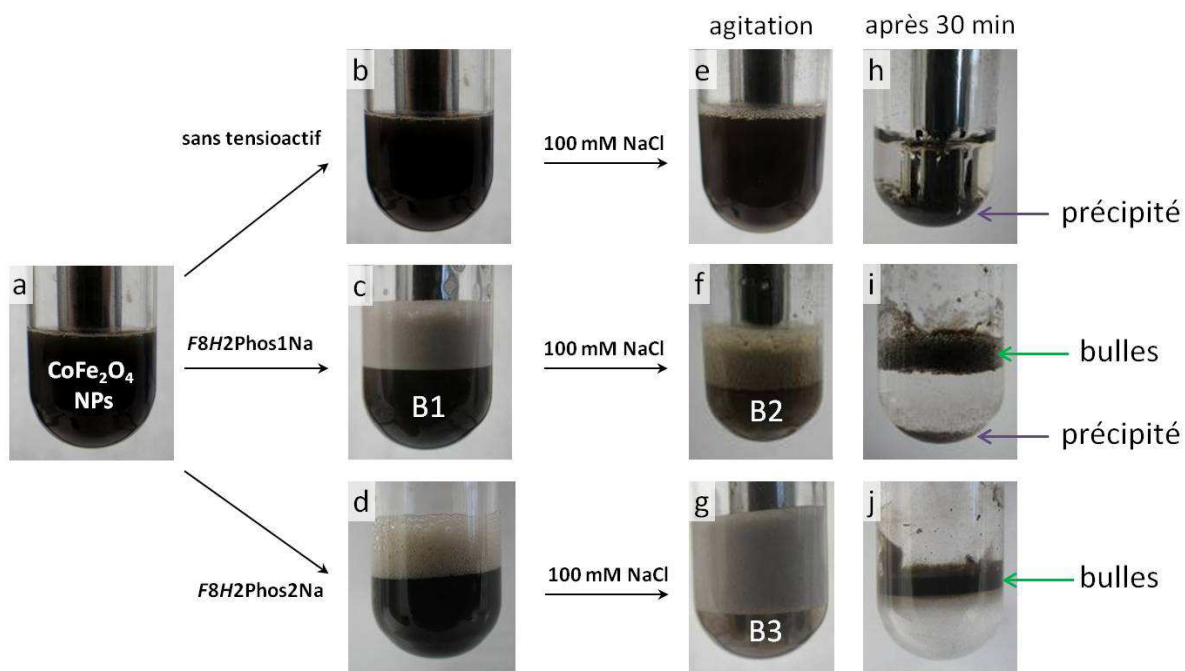 agitation
après 30 min
b
e
h
sans tensioactif
100 mM NaCl
précipité
a
CoFe₂O₄
NPs
c
f
i
F8H2Phos1Na
B1
100 mM NaCl
B2
bulles
précipité
d
g
j
F8H2Phos2Na
100 mM NaCl
B3
bulles